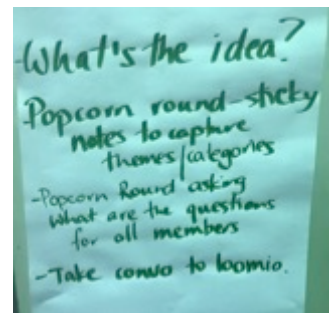 -What's the idea?
Popcorn round-sticky
notes to capture
themes/categories
-Popcorn Round asking
what are the questions
for all members
-Take convo to loomio.